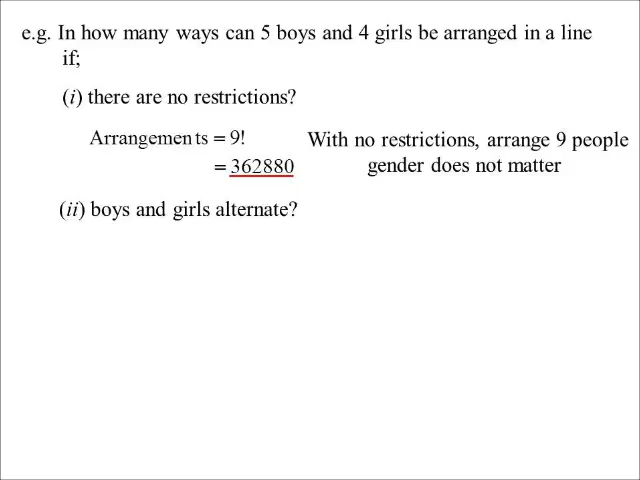 e.g. In how many ways can 5 boys and 4 girls be arranged in a line
if;
(i) there are no restrictions?
Arrangements = 9!
= 362880
With no restrictions, arrange 9 people
gender does not matter
(ii) boys and girls alternate?